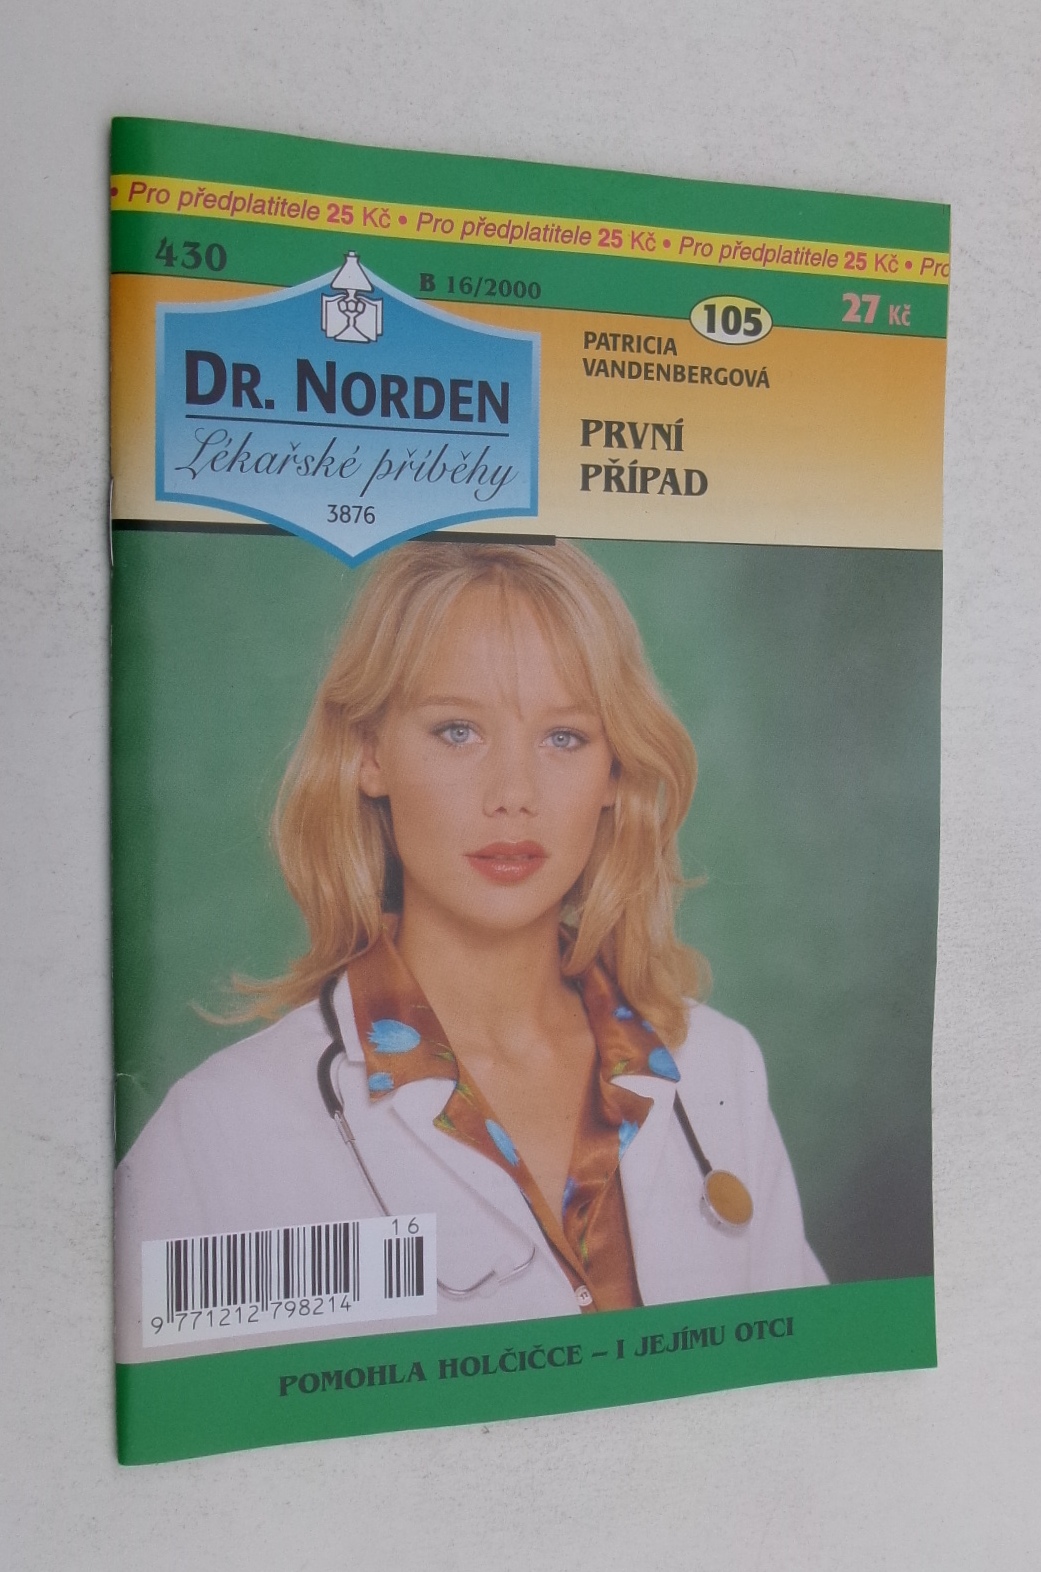 • Pro předplatitele 25 Kč • Pro předplatitele 25 Kč • Pro předplatitele 25 Kč • Pro
430
B 16/2000
105
27 Kč
DR. NORDEN
Lékařské příběhy
3876
PATRICIA
VANDENBERGOVÁ
PRVNÍ
PŘÍPAD
16
9 771212 798214
POMOHLA HOLČIČCE – I JEJÍMU OTCI